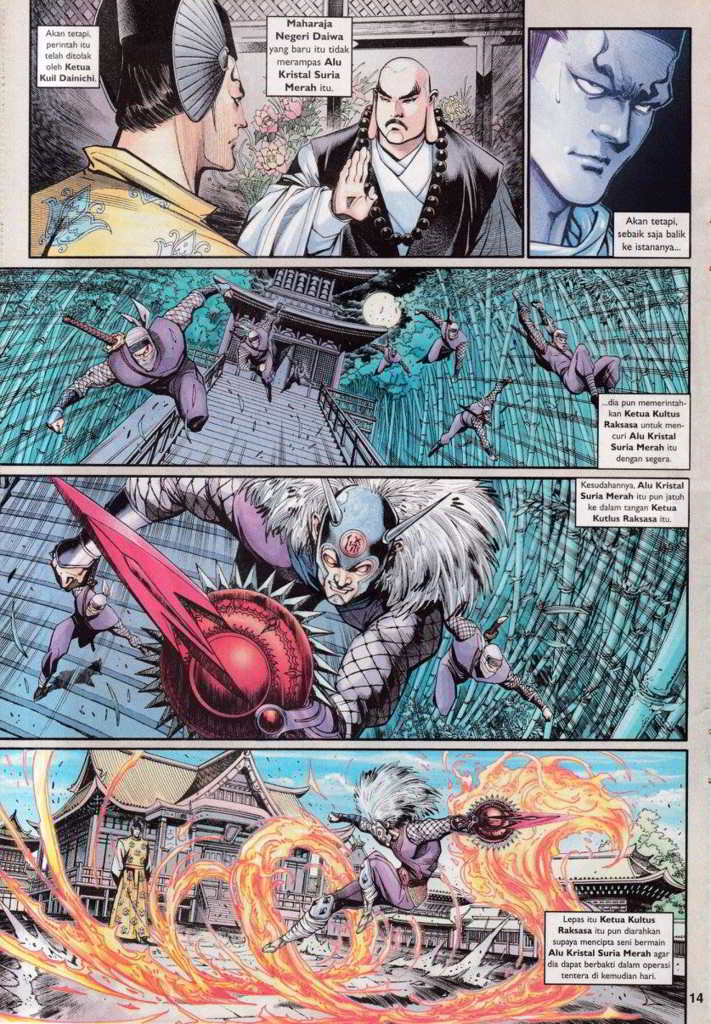 Akan tetapi,
perintah itu
telah ditolak
oleh Ketua
Kuil Dainichi.
Maharaja
Negeri Daiwa
yang baru itu tidak
merampas Alu
Kristal Suria
Merah itu.
Akan tetapi,
sebaik saja balik
ke istananya...
...dia pun memerintah-
kan Ketua Kultus
Raksasa untuk men-
curi Alu Kristal
Suria Merah itu
dengan segera.
Kesudahannya, Alu Kristal
Suria Merah itu pun jatuh
ke dalam tangan Ketua
Kutlus Raksasa itu.
Lepas itu Ketua Kultus
Raksasa itu pun diarahkan
supaya mencipta seni bermain
Alu Kristal Suria Merah agar
dia dapat berbakti dalam operasi
tentera di kemudian hari.
14